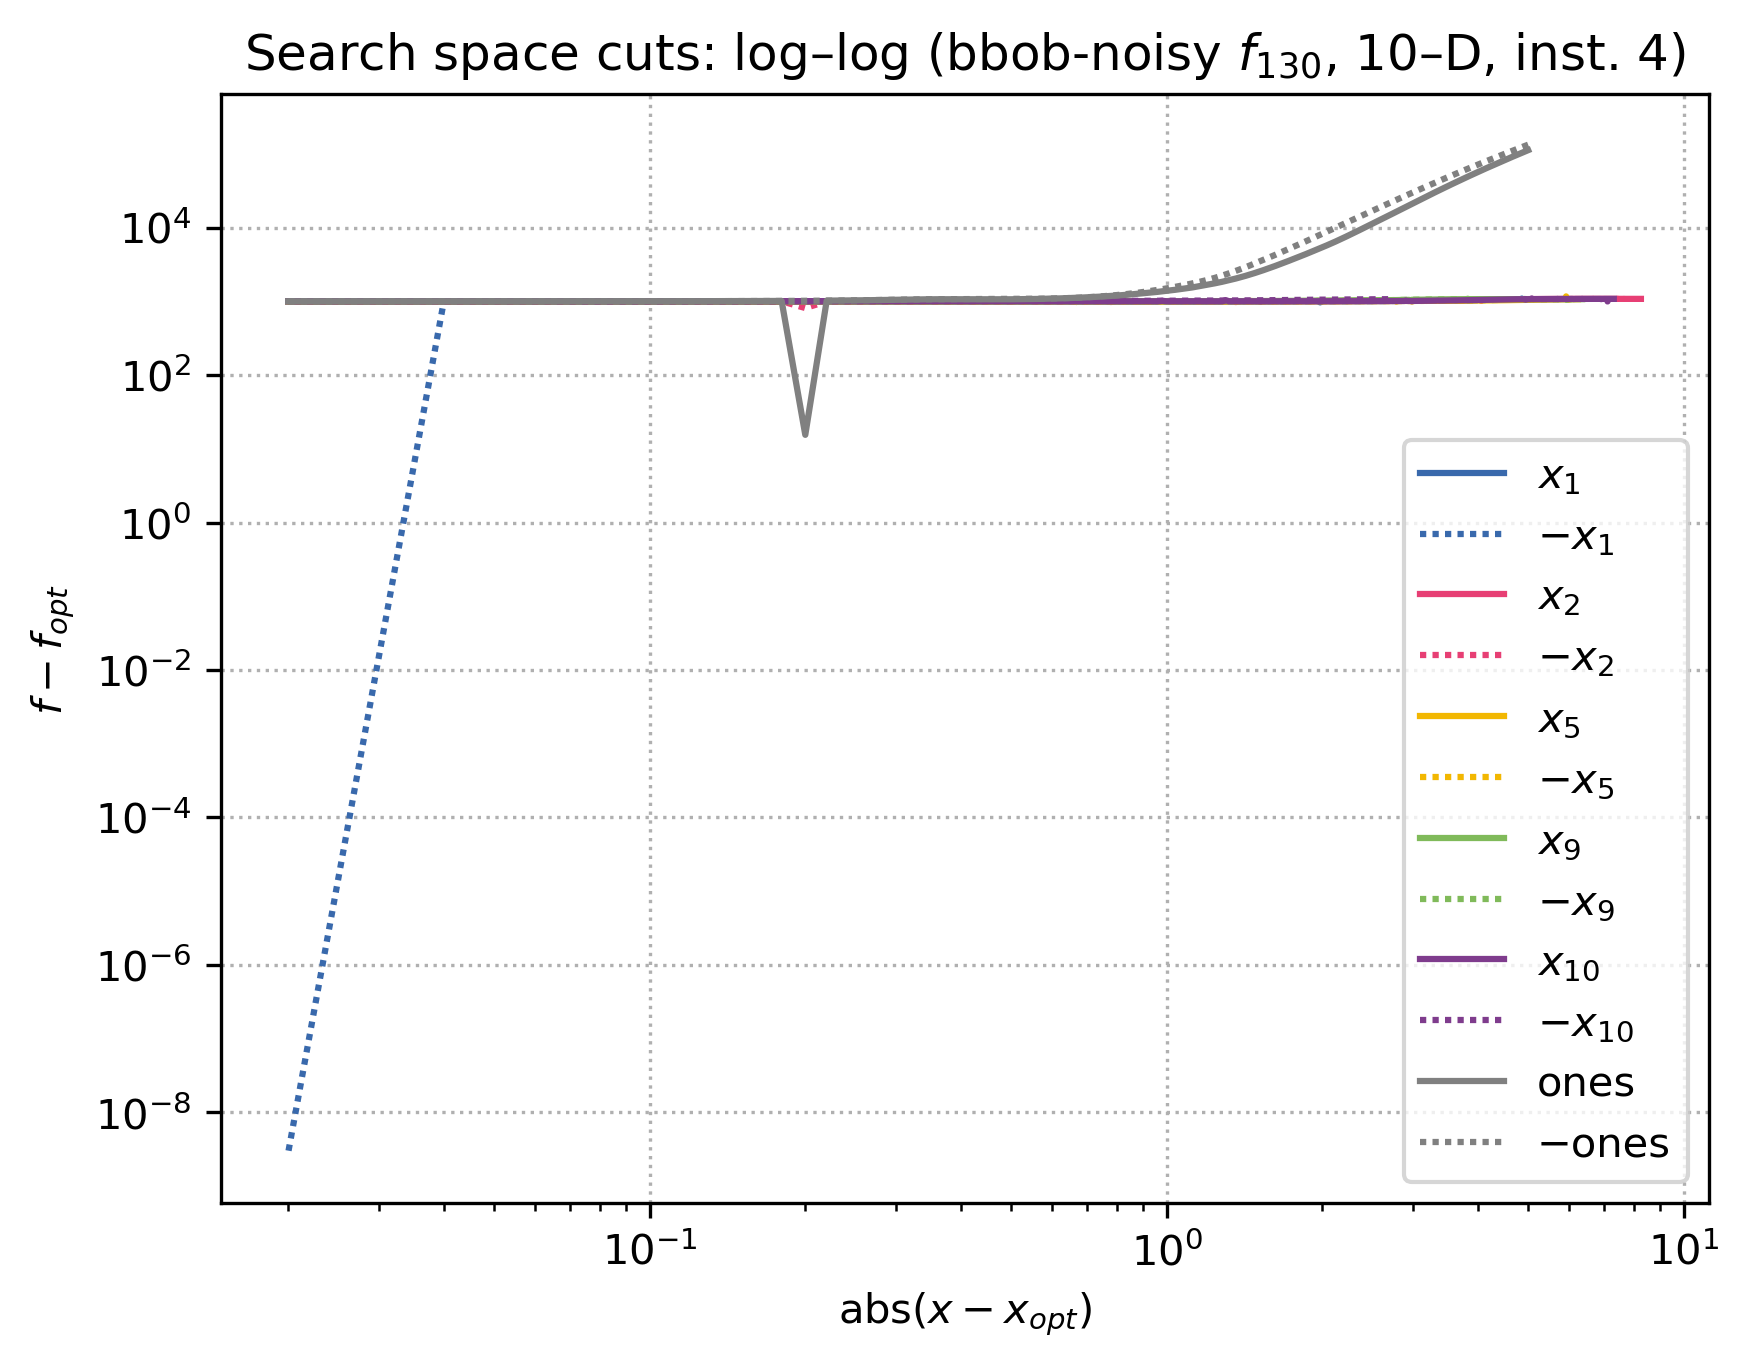 Search space cuts: log–log (bbob-noisy $f_{130}$, 10–D, inst. 4)
$f - f_{opt}$
$10^{4}$
$10^{2}$
$10^{0}$
$10^{-2}$
$10^{-4}$
$10^{-6}$
$10^{-8}$
$x_1$
$-x_1$
$x_2$
$-x_2$
$x_5$
$-x_5$
$x_9$
$-x_9$
$x_{10}$
$-x_{10}$
ones
−ones
$10^{-1}$ $10^{0}$ $10^{1}$
abs($x - x_{opt}$)